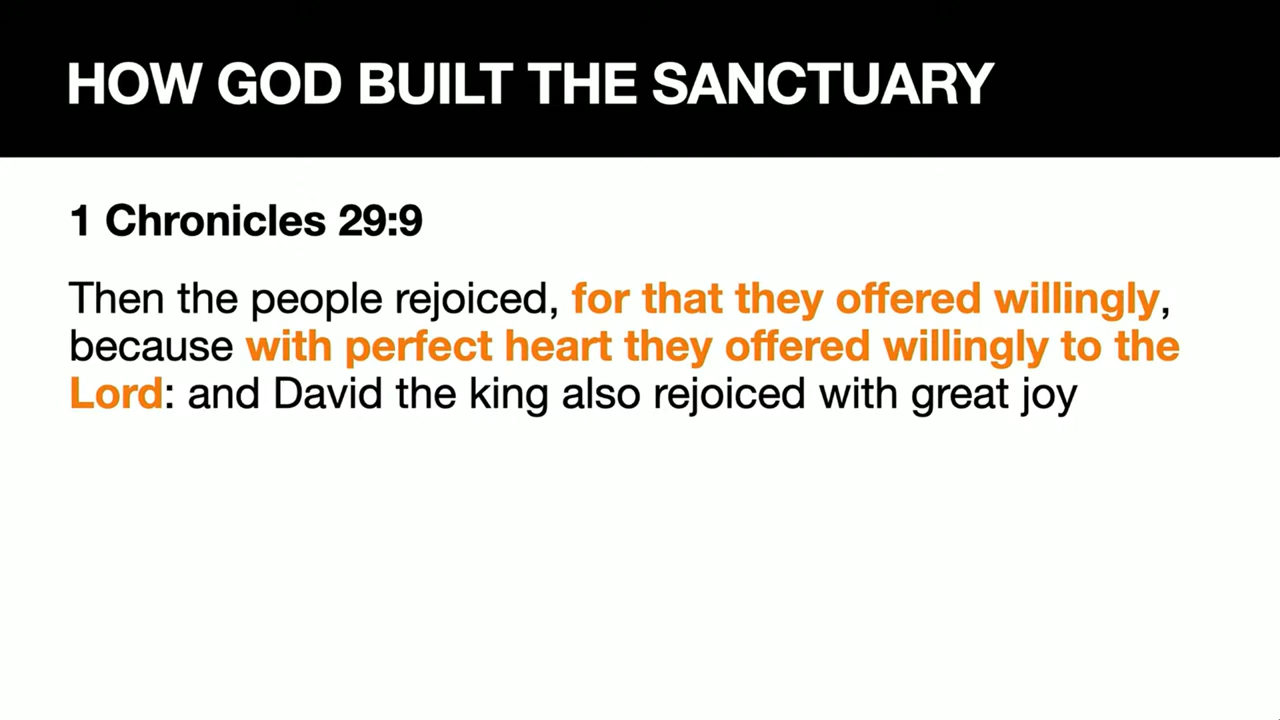 HOW GOD BUILT THE SANCTUARY
1 Chronicles 29:9
Then the people rejoiced, for that they offered willingly,
because with perfect heart they offered willingly to the
Lord: and David the king also rejoiced with great joy